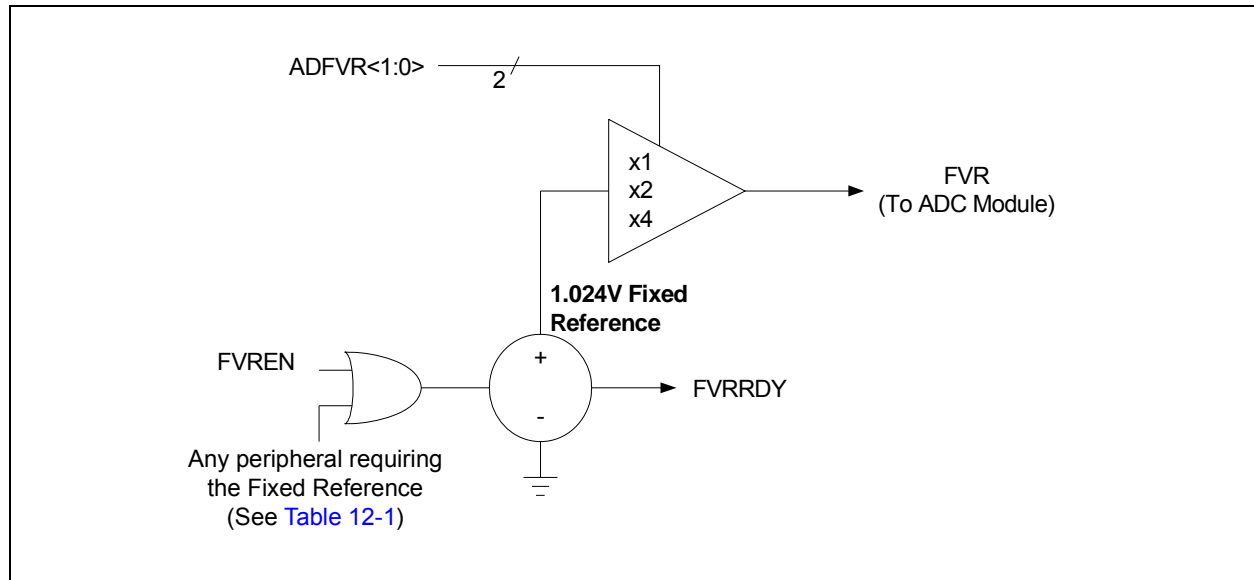 ADFVR<1:0>
2
x1
x2
x4
FVR
(To ADC Module)
1.024V Fixed
Reference
FVREN
+
-
FVRRDY
Any peripheral requiring
the Fixed Reference
(See Table 12-1)